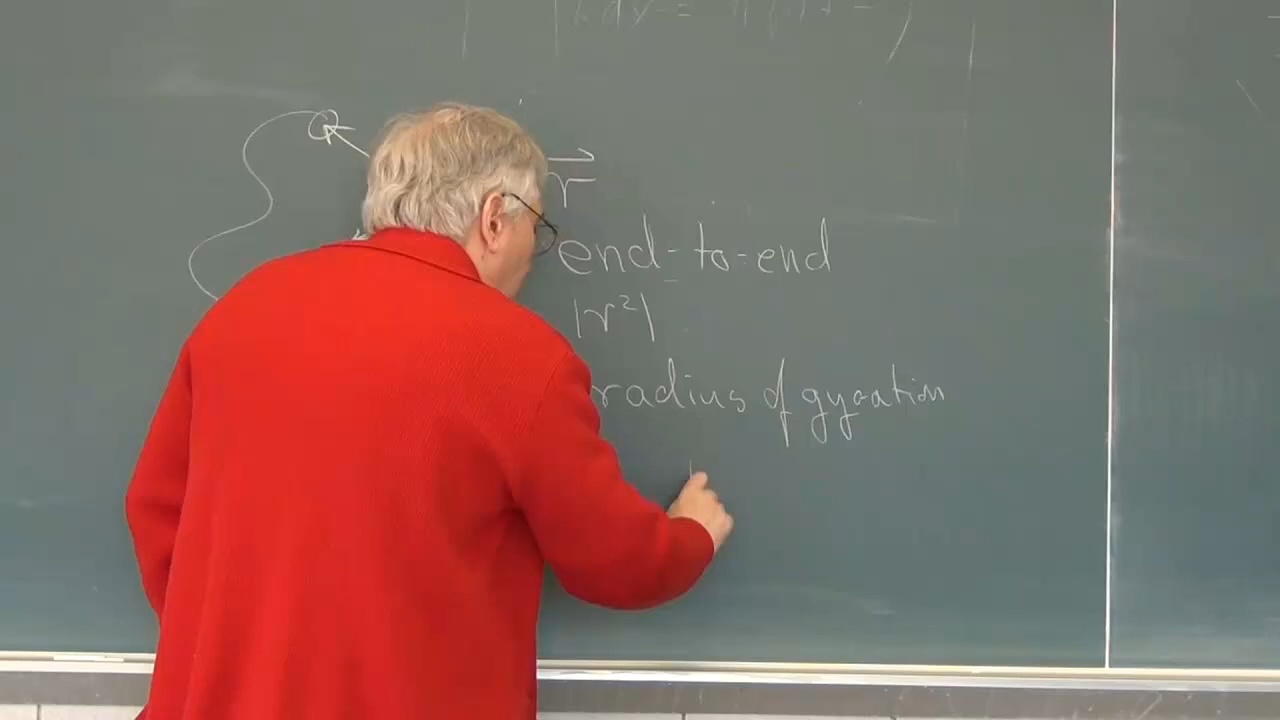 r
end-to-end
|r²|
radius of gyration